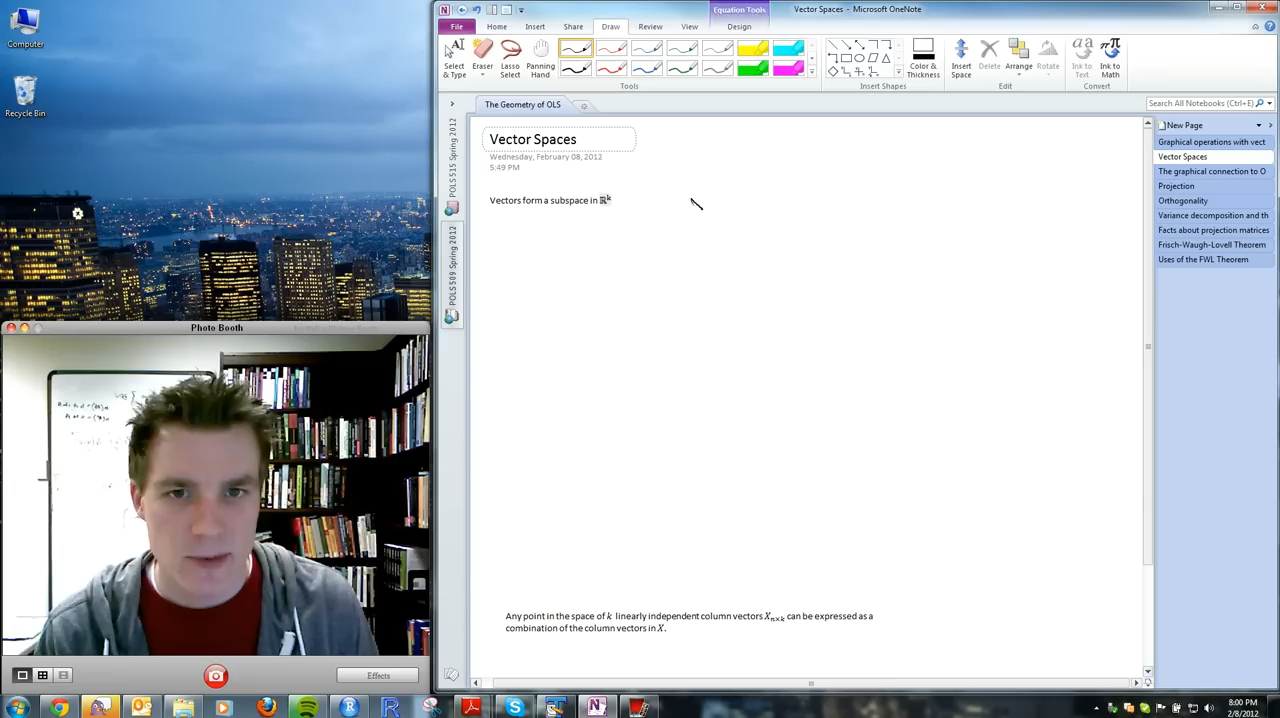 Computer
Recycle Bin
Equation Tools
Vector Spaces - Microsoft OneNote
File
Home
Insert
Share
Draw
Review
View
Design
Select & Type
Eraser
Lasso Select
Panning Hand
Color & Thickness
Insert Space
Delete
Arrange
Rotate
Ink to Text
Ink to Math
Tools
Insert Shapes
Edit
Convert
The Geometry of OLS
Search All Notebooks (Ctrl+E)
POLS 515 Spring 2012
POLS 509 Spring 2012
Vector Spaces
Wednesday, February 08, 2012
5:49 PM
Vectors form a subspace in ℝᵏ
Any point in the space of k linearly independent column vectors Xₙₓₖ can be expressed as a
combination of the column vectors in X.
New Page
Graphical operations with vect
Vector Spaces
The graphical connection to O
Projection
Orthogonality
Variance decomposition and th
Facts about projection matrices
Frisch-Waugh-Lovell Theorem
Uses of the FWL Theorem
Photo Booth
Effects
8:00 PM
2/8/2012